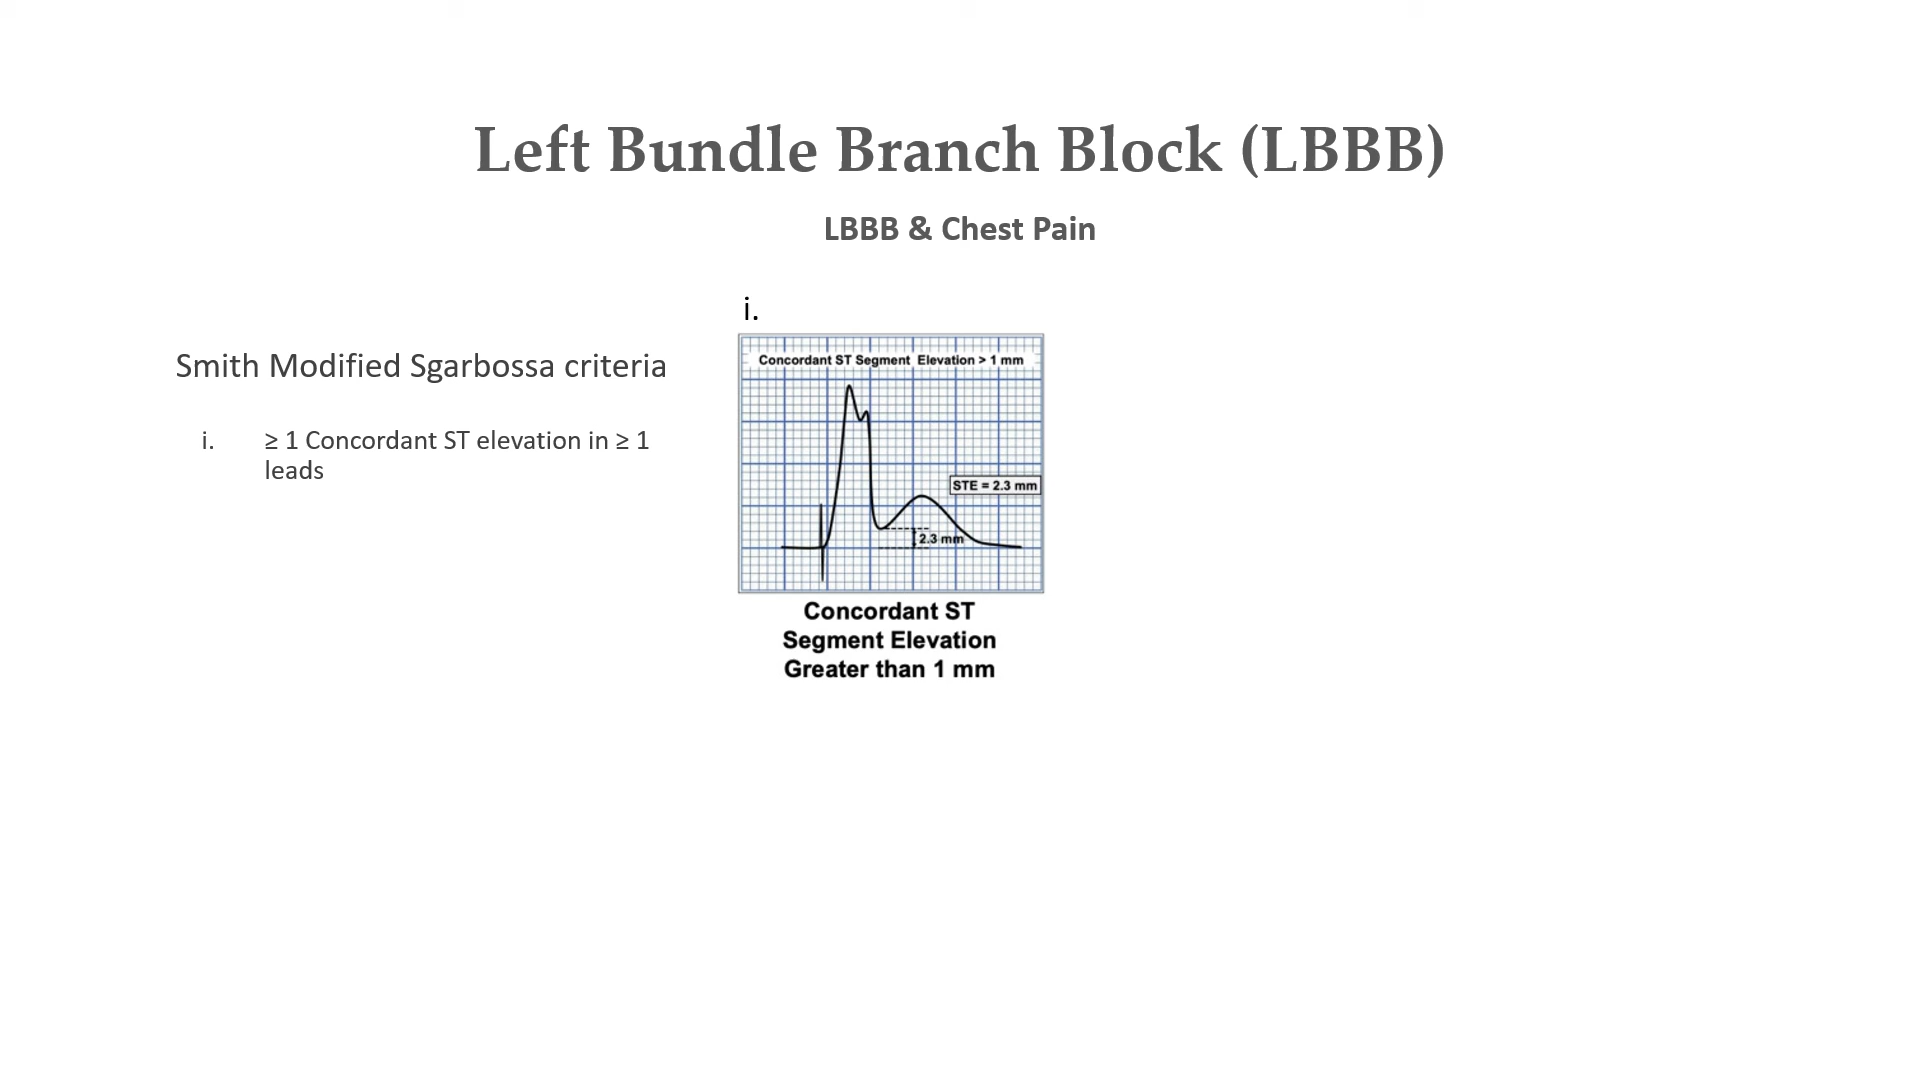 Left Bundle Branch Block (LBBB)
LBBB & Chest Pain
Smith Modified Sgarbossa criteria
i. ≥ 1 Concordant ST elevation in ≥ 1
leads
i.
Concordant ST Segment Elevation > 1 mm
STE = 2.3 mm
2.3 mm
Concordant ST
Segment Elevation
Greater than 1 mm